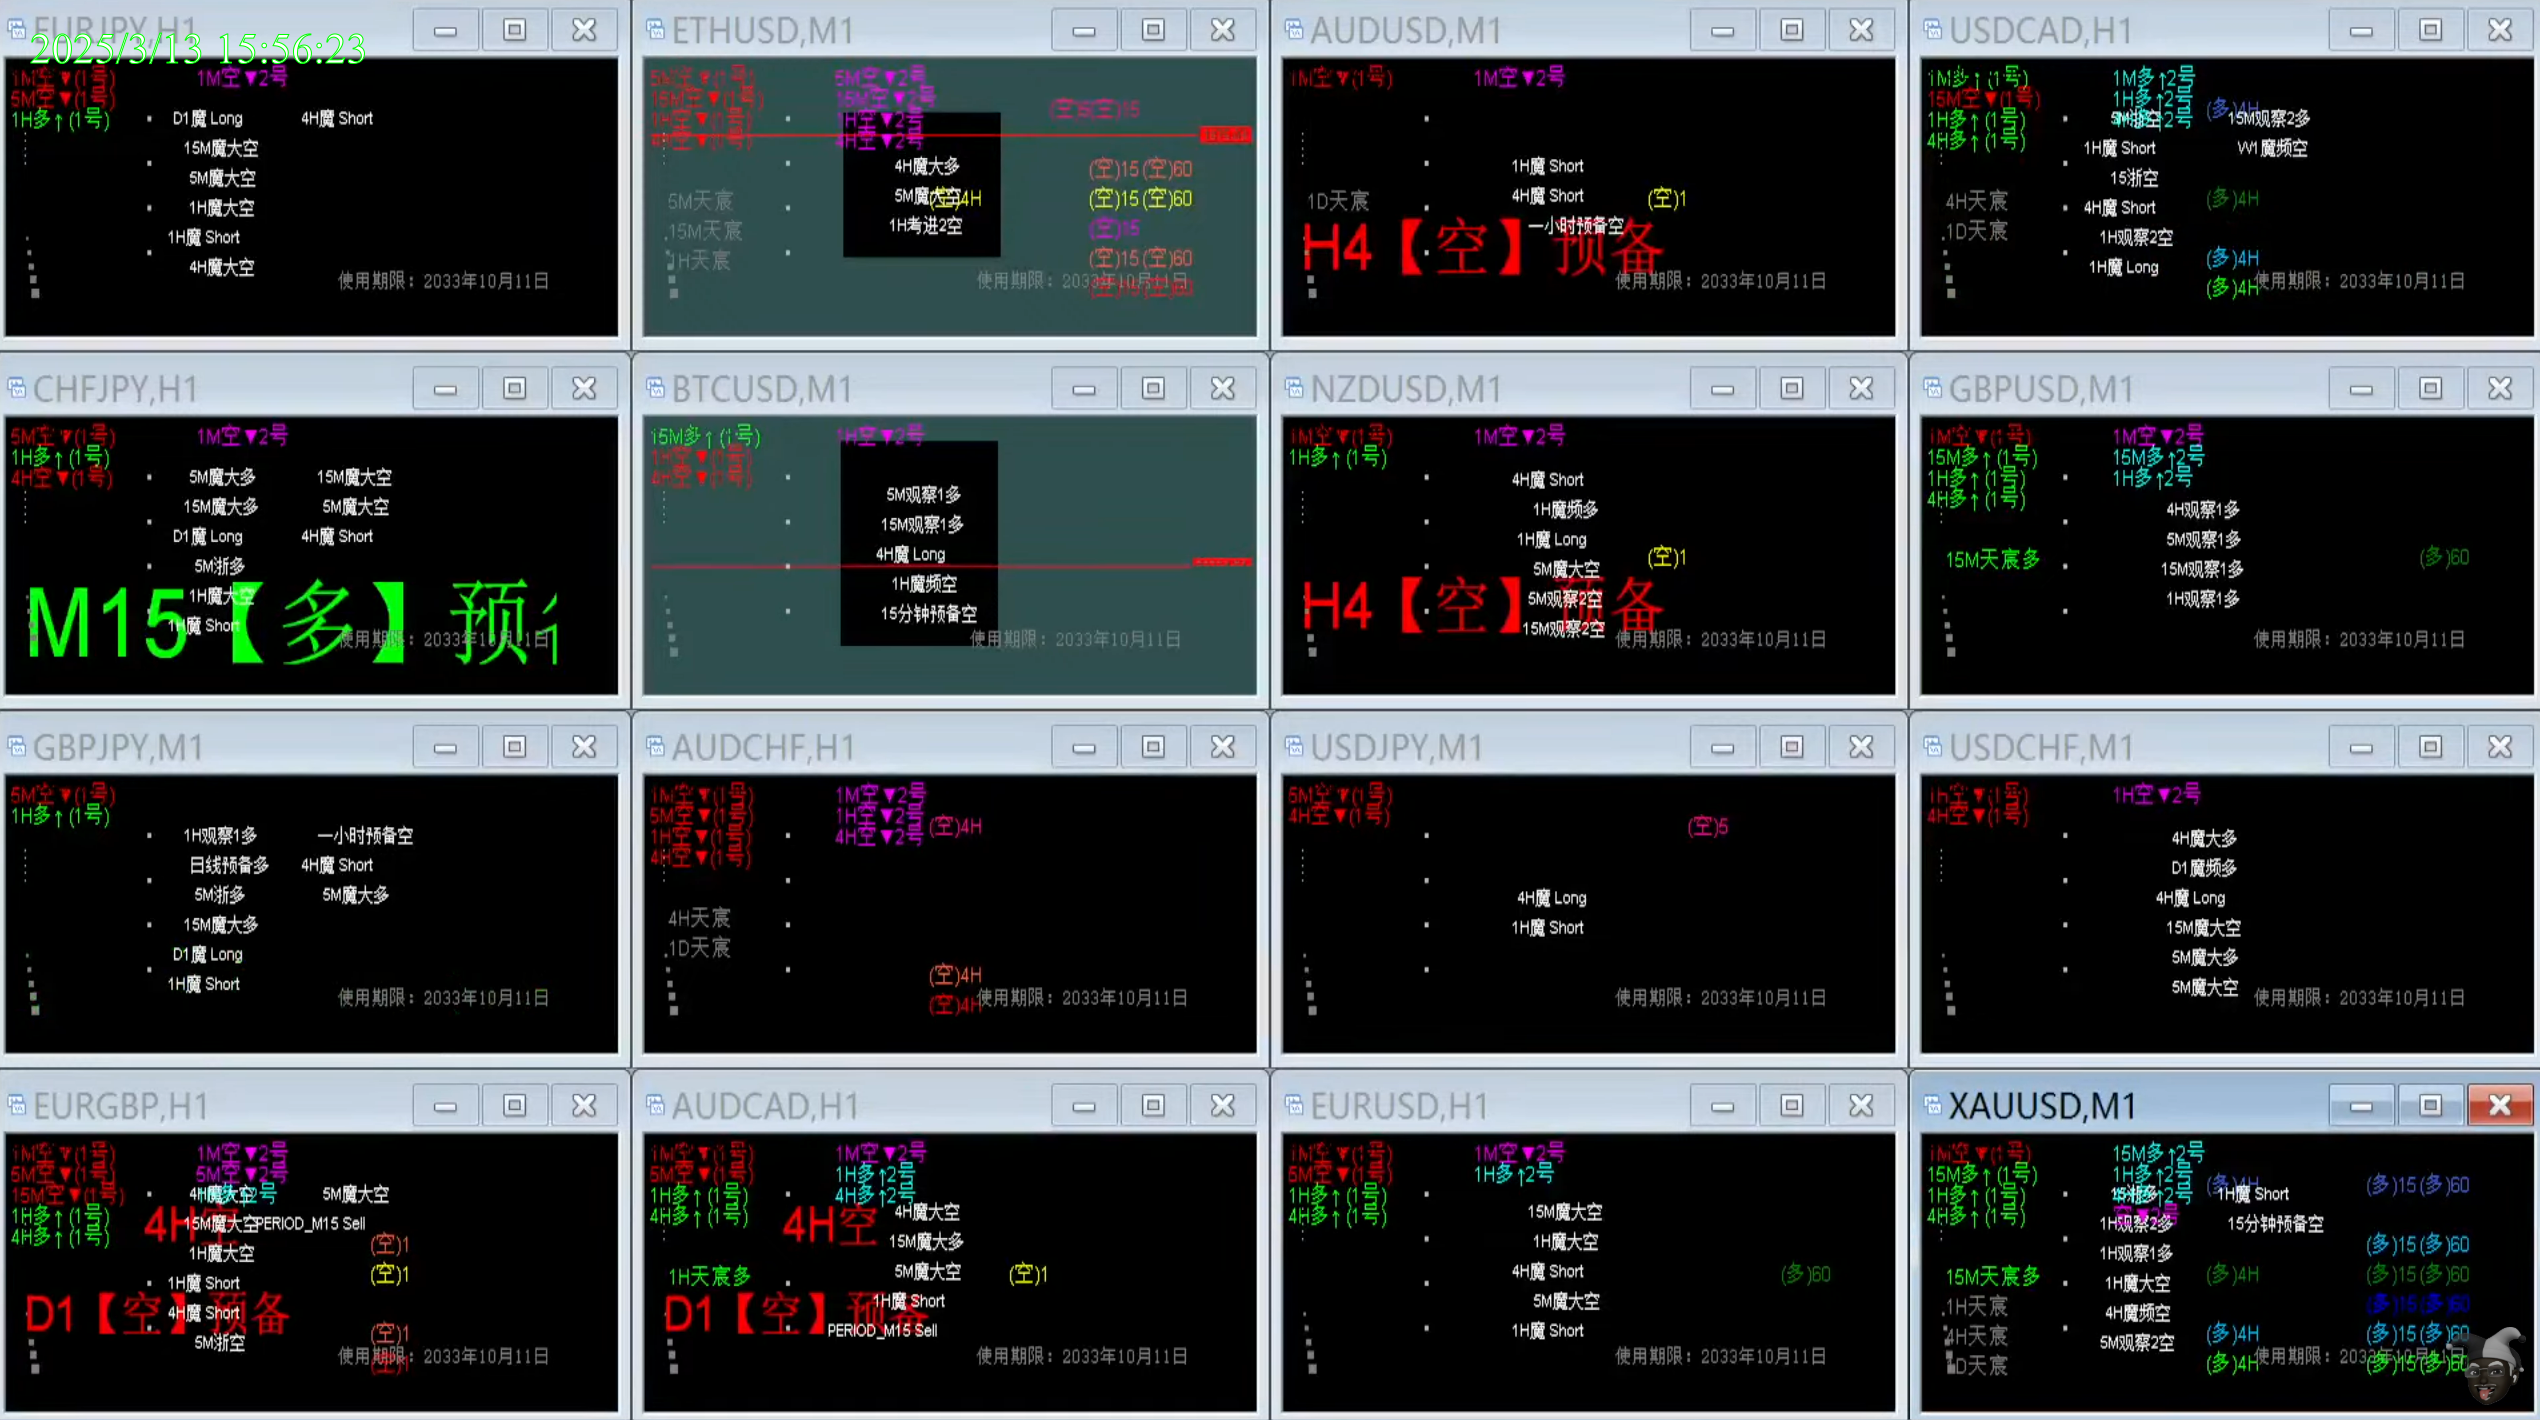 EURJPY,H1
2025/3/13 15:56:23
1M空▼(1号)
1M空▼2号
5M空▼(1号)
1H多↑(1号)
D1魔 Long
4H魔 Short
15M魔大空
5M魔大空
1H魔大空
1H魔 Short
4H魔大空
使用期限：2033年10月11日
ETHUSD,M1
5M空▼(1号)
5M空▼2号
15M空▼(1号)
15M空▼2号
1H空▼(1号)
1H空▼2号
4H空▼(1号)
4H空▼2号
(空)15
4H魔大多
(空)15(空)60
5M天宸
5M魔大空
(空)4H
(空)15(空)60
15M天宸
1H考进2空
(空)15
1H天宸
(空)15(空)60
使用期限：2033年10月11日
AUDUSD,M1
1M空▼(1号)
1M空▼2号
1H魔 Short
1D天宸
4H魔 Short
(空)1
一小时预备空
H4【空】预备
使用期限：2033年10月11日
USDCAD,H1
1M多↑(1号)
1M多↑2号
15M空▼(1号)
1H多↑2号
(多)4H
1H多↑(1号)
4H多↑2号
15M观察2多
4H多↑(1号)
1H魔 Short
W1魔频空
15浙空
4H天宸
4H魔 Short
(多)4H
1D天宸
1H观察2空
1H魔 Long
(多)4H
(多)4H
使用期限：2033年10月11日
CHFJPY,H1
5M空▼(1号)
1M空▼2号
1H多↑(1号)
4H空▼(1号)
5M魔大多
15M魔大空
15M魔大多
5M魔大空
D1魔 Long
4H魔 Short
5M浙多
1H魔大空
M15【多】预
1H魔 Short
使用期限：2033年10月11日
BTCUSD,M1
15M多↑(1号)
1H空▼2号
1H空▼(1号)
4H空▼(1号)
5M观察1多
15M观察1多
4H魔 Long
1H魔频空
15分钟预备空
使用期限：2033年10月11日
NZDUSD,M1
1M空▼(1号)
1M空▼2号
1H多↑(1号)
4H魔 Short
1H魔频多
1H魔 Long
(空)1
5M魔大空
5M观察2空
H4【空】预备
15M观察2空
使用期限：2033年10月11日
GBPUSD,M1
1M空▼(1号)
1M空▼2号
15M多↑(1号)
15M多↑2号
1H多↑(1号)
1H多↑2号
4H多↑(1号)
4H观察1多
5M观察1多
15M天宸多
(多)60
15M观察1多
1H观察1多
使用期限：2033年10月11日
GBPJPY,M1
5M空▼(1号)
1H多↑(1号)
1H观察1多
一小时预备空
日线预备多
4H魔 Short
5M浙多
5M魔大多
15M魔大多
D1魔 Long
1H魔 Short
使用期限：2033年10月11日
AUDCHF,H1
1M空▼(1号)
1M空▼2号
5M空▼(1号)
1H空▼2号
(空)4H
1H空▼(1号)
4H空▼2号
4H空▼(1号)
4H天宸
1D天宸
(空)4H
(空)4H
使用期限：2033年10月11日
USDJPY,M1
5M空▼(1号)
4H空▼(1号)
(空)5
4H魔 Long
1H魔 Short
使用期限：2033年10月11日
USDCHF,M1
1H空▼(1号)
1H空▼2号
4H空▼(1号)
4H魔大多
D1魔频多
4H魔 Long
15M魔大空
5M魔大多
5M魔大空
使用期限：2033年10月11日
EURGBP,H1
1M空▼(1号)
1M空▼2号
5M空▼(1号)
5M空▼2号
15M空▼(1号)
4H魔大空
5M魔大空
1H多↑(1号)
4H空
15M魔大空
PERIOD_M15 Sell
4H多↑(1号)
1H魔大空
(空)1
1H魔 Short
(空)1
4H魔 Short
D1【空】预备
5M浙空
(空)1
(空)1
使用期限：2033年10月11日
AUDCAD,H1
1M空▼(1号)
1M空▼2号
5M空▼(1号)
1H多↑2号
1H多↑(1号)
4H多↑2号
4H多↑(1号)
4H空
4H魔大空
15M魔大多
1H天宸多
5M魔大空
(空)1
1H魔 Short
D1【空】预备
PERIOD_M15 Sell
使用期限：2033年10月11日
EURUSD,H1
1M空▼(1号)
1M空▼2号
5M空▼(1号)
1H多↑2号
1H多↑(1号)
4H多↑(1号)
15M魔大空
1H魔大空
4H魔 Short
(多)60
5M魔大空
1H魔 Short
使用期限：2033年10月11日
XAUUSD,M1
1M空▼(1号)
15M多↑2号
15M多↑(1号)
1H多↑2号
(多)4H
(多)15(多)60
1H多↑(1号)
4H多↑2号
1H魔 Short
4H多↑(1号)
1H观察2多
15分钟预备空
1H观察1多
(多)15(多)60
15M天宸多
1H魔大空
(多)4H
(多)15(多)60
1H天宸
4H魔频空
(多)15(多)60
4H天宸
5M观察2空
(多)4H
(多)15(多)60
1D天宸
(多)4H
(多)15(多)60
使用期限：2033年10月11日